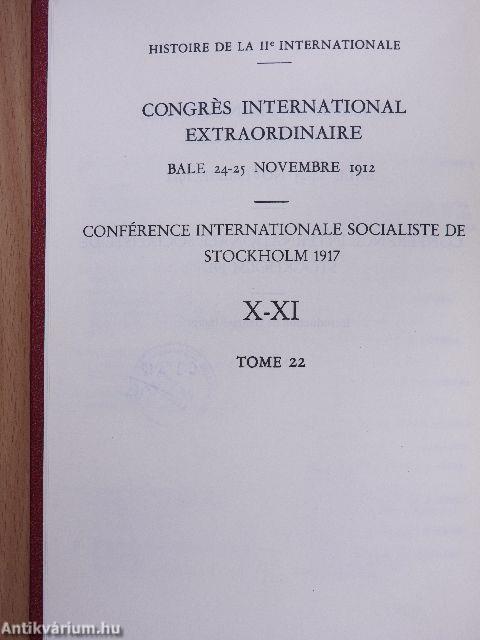 HISTOIRE DE LA IIe INTERNATIONALE
CONGRÈS INTERNATIONAL
EXTRAORDINAIRE
BALE 24-25 NOVEMBRE 1912
CONFÉRENCE INTERNATIONALE SOCIALISTE DE
STOCKHOLM 1917
X-XI
TOME 22
Antikvárium.hu